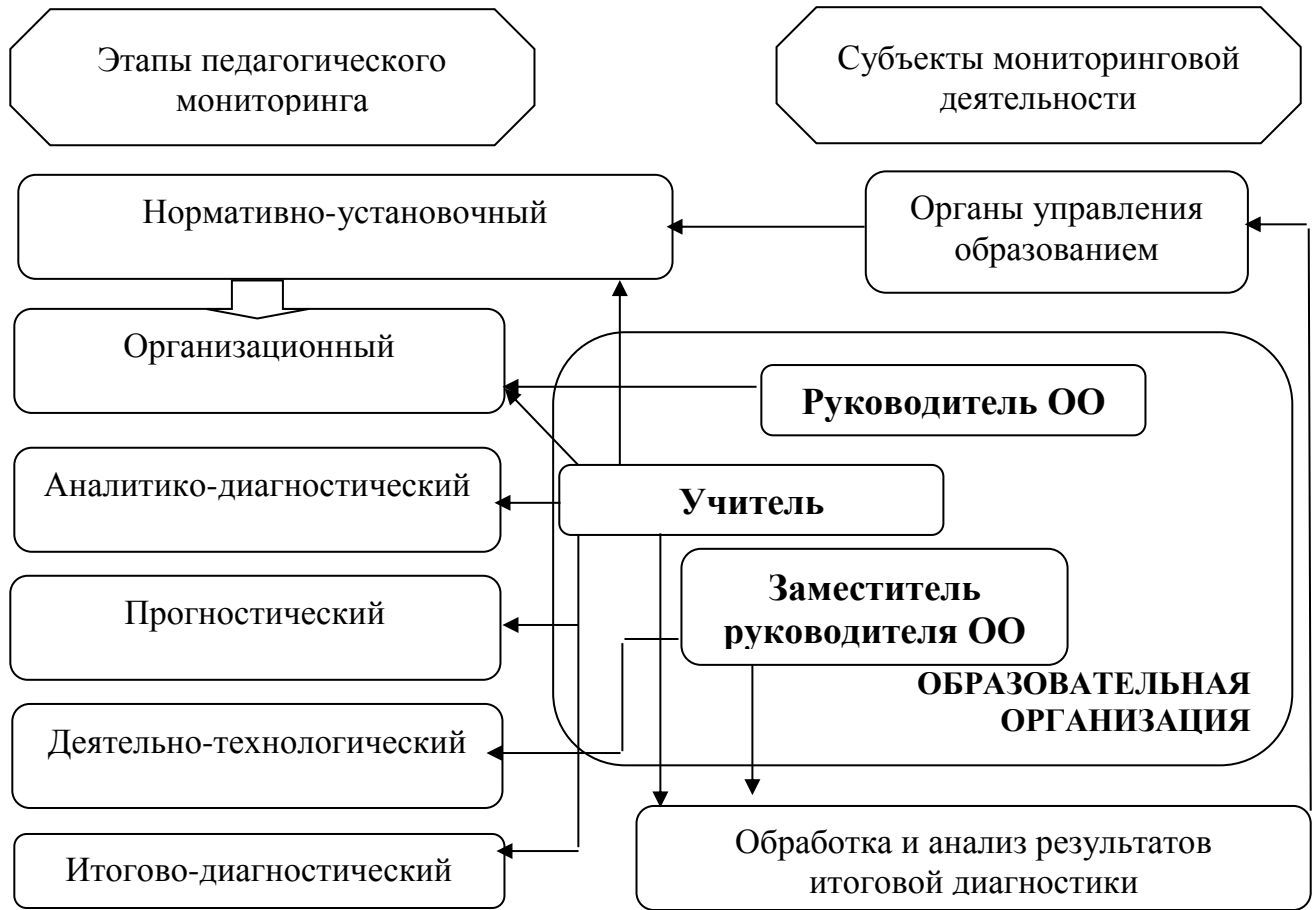 Этапы педагогического
мониторинга
Субъекты мониторинговой
деятельности
Нормативно-установочный
Органы управления
образованием
Организационный
Руководитель ОО
Аналитико-диагностический
Учитель
Заместитель
руководителя ОО
Прогностический
ОБРАЗОВАТЕЛЬНАЯ
ОРГАНИЗАЦИЯ
Деятельно-технологический
Обработка и анализ результатов
итоговой диагностики
Итогово-диагностический